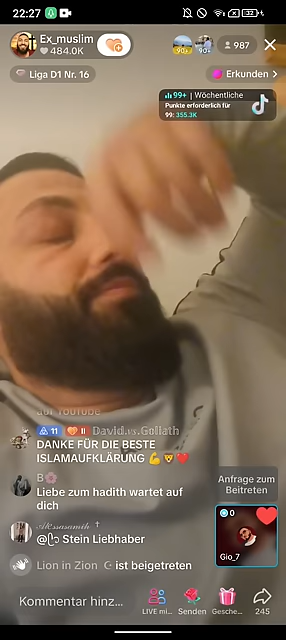 22:27
32
Ex_muslim
484.0K
90+
90+
987
Liga D1 Nr. 16
Erkunden
99+ | Wöchentliche
Punkte erforderlich für
99: 355.3K
auf YouTube
11 II David.vs.Goliath
DANKE FÜR DIE BESTE
ISLAMAUFKLÄRUNG 💪🦁❤️
B🌸
Liebe zum hadith wartet auf
dich
Anfrage zum
Beitreten
Stein Liebhaber
0
Gio_7
Lion in Zion ist beigetreten
Kommentar hinz...
LIVE mi...
Senden
Gesche...
245